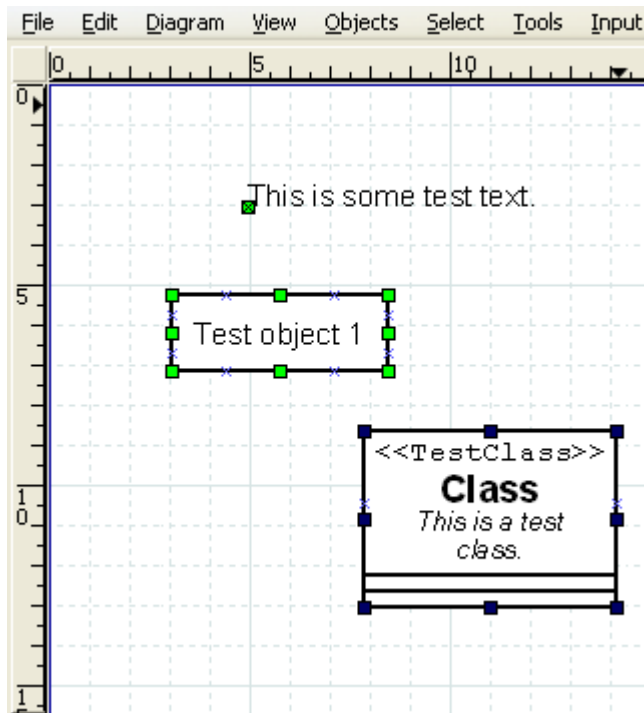 File Edit Diagram View Objects Select Tools Input
0 5 10
0
This is some test text.
5
Test object 1
<<TestClass>>
Class
10
This is a test
class.
1